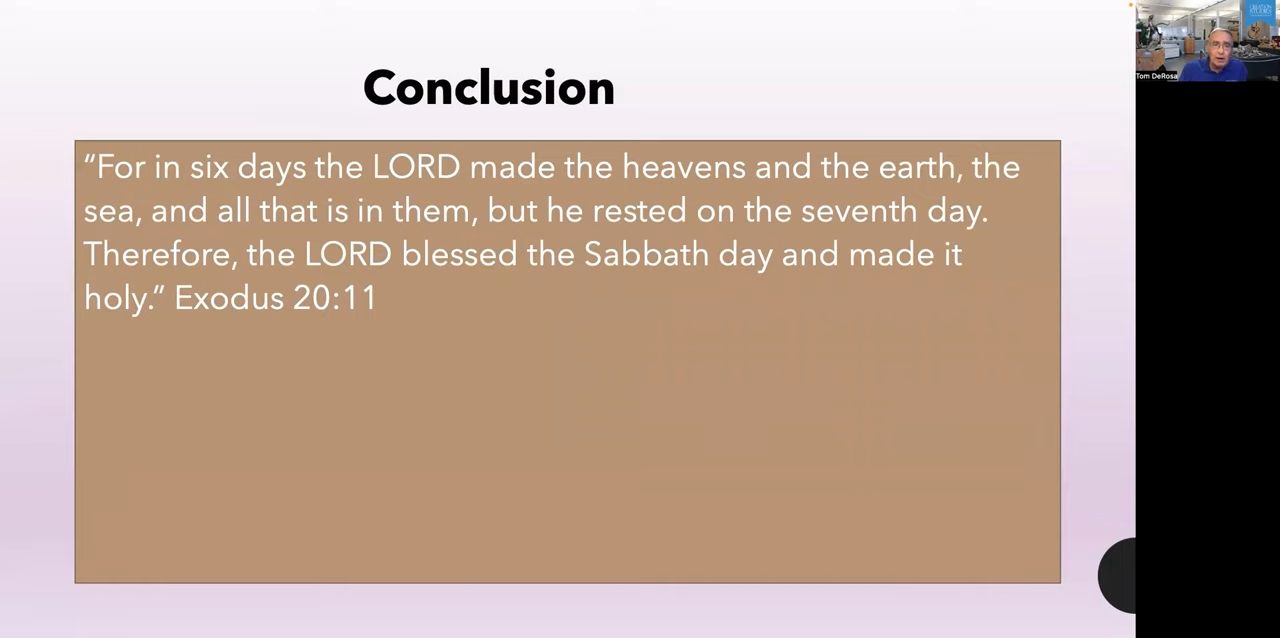 Conclusion
“For in six days the LORD made the heavens and the earth, the
sea, and all that is in them, but he rested on the seventh day.
Therefore, the LORD blessed the Sabbath day and made it
holy.” Exodus 20:11
CREATION
STUDIES
Tom DeRosa